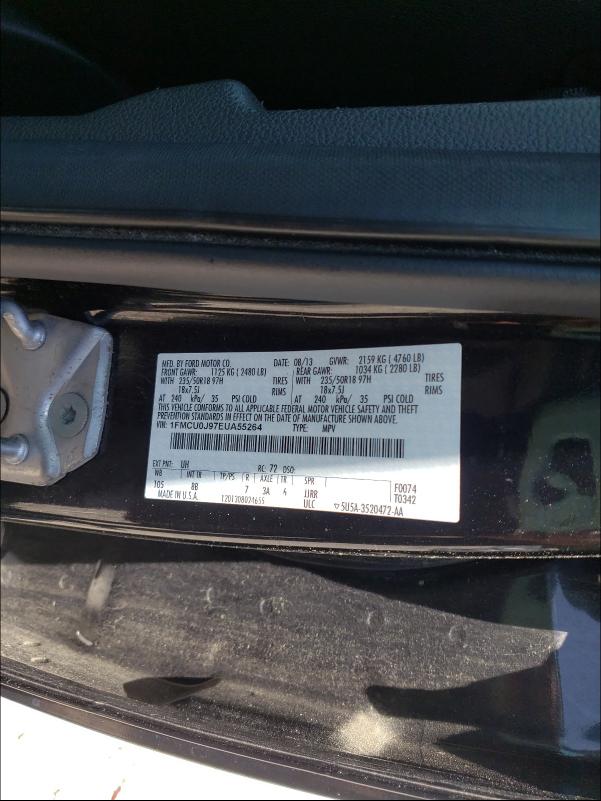 MFD. BY FORD MOTOR CO. DATE: 08/13 GVWR: 2159 KG ( 4760 LB)
FRONT GAWR: 1125 KG ( 2480 LB) REAR GAWR: 1034 KG ( 2280 LB)
WITH 235/50R18 97H TIRES WITH 235/50R18 97H TIRES
18x7.5J RIMS 18x7.5J RIMS
AT 240 kPa/ 35 PSI COLD AT 240 kPa/ 35 PSI COLD
THIS VEHICLE CONFORMS TO ALL APPLICABLE FEDERAL MOTOR VEHICLE SAFETY AND THEFT
PREVENTION STANDARDS IN EFFECT ON THE DATE OF MANUFACTURE SHOWN ABOVE.
VIN: 1FMCU0J97EUA55264 TYPE: MPV
EXT PNT: UH RC: 72 DSO:
WB INT TR TP/PS R AXLE TR SPR F0074
105 8B 7 3A 6 JJRR T0342
MADE IN U.S.A. ULC ▽5U5A-3520472-AA